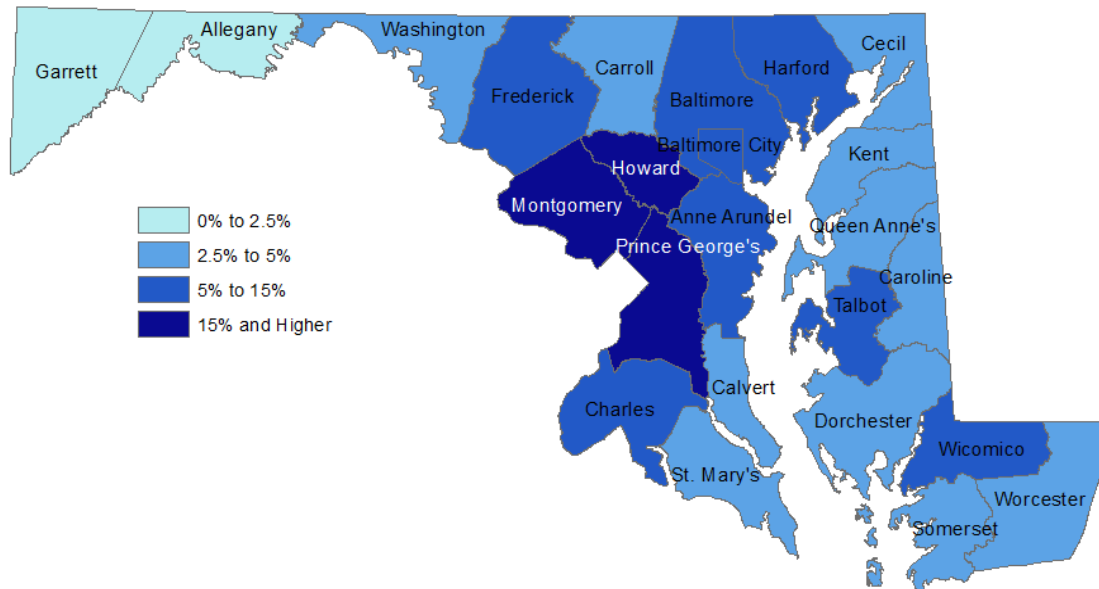 Allegany
Washington
Garrett
Carroll
Cecil
Harford
Frederick
Baltimore
Baltimore City
Kent
Howard
Montgomery
Anne Arundel
Queen Anne's
Prince George's
Caroline
Talbot
0% to 2.5%
2.5% to 5%
5% to 15%
15% and Higher
Calvert
Charles
Dorchester
Wicomico
St. Mary's
Worcester
Somerset